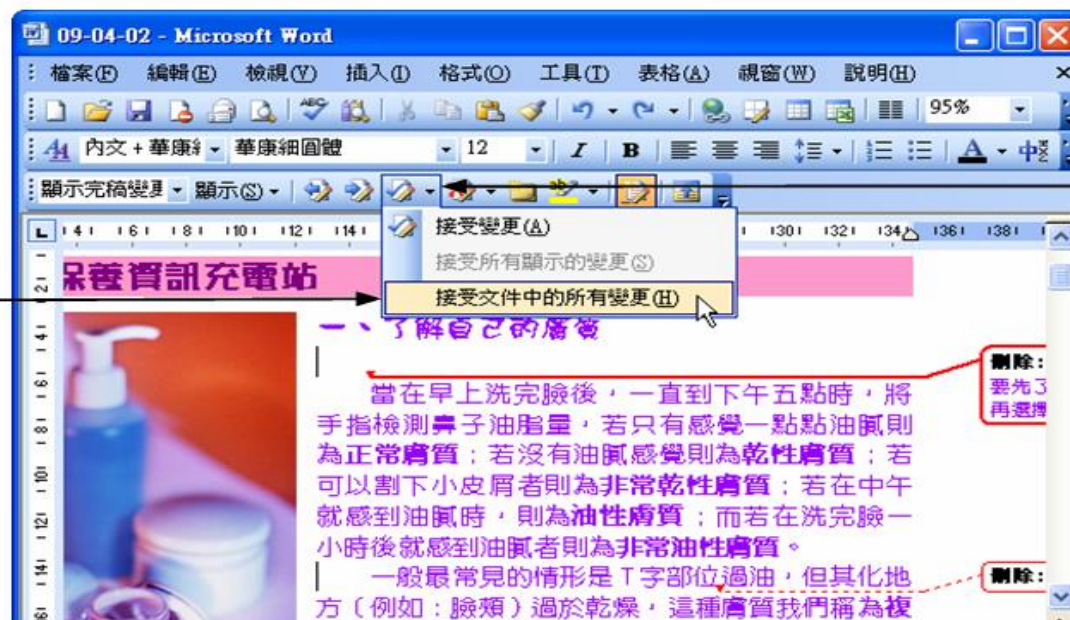 09-04-02 - Microsoft Word
檔案(F) 編輯(E) 檢視(V) 插入(I) 格式(O) 工具(T) 表格(A) 視窗(W) 說明(H)
95%
內文 + 華康 華康細圓體 12 I B A 中
顯示完稿變更 顯示(S)
接受變更(A)
接受所有顯示的變更(S)
接受文件中的所有變更(H)
保養資訊充電站
一、了解自己的膚質
當在早上洗完臉後，一直到下午五點時，將
手指檢測鼻子油脂量，若只有感覺一點點油膩則
為正常膚質；若沒有油膩感覺則為乾性膚質；若
可以割下小皮屑者則為非常乾性膚質；若在中午
就感到油膩時，則為油性膚質；而若在洗完臉一
小時後就感到油膩者則為非常油性膚質。
一般最常見的情形是T字部位過油，但其化地
方（例如：臉頰）過於乾燥，這種膚質我們稱為複
刪除:
要先了
再選擇
刪除: